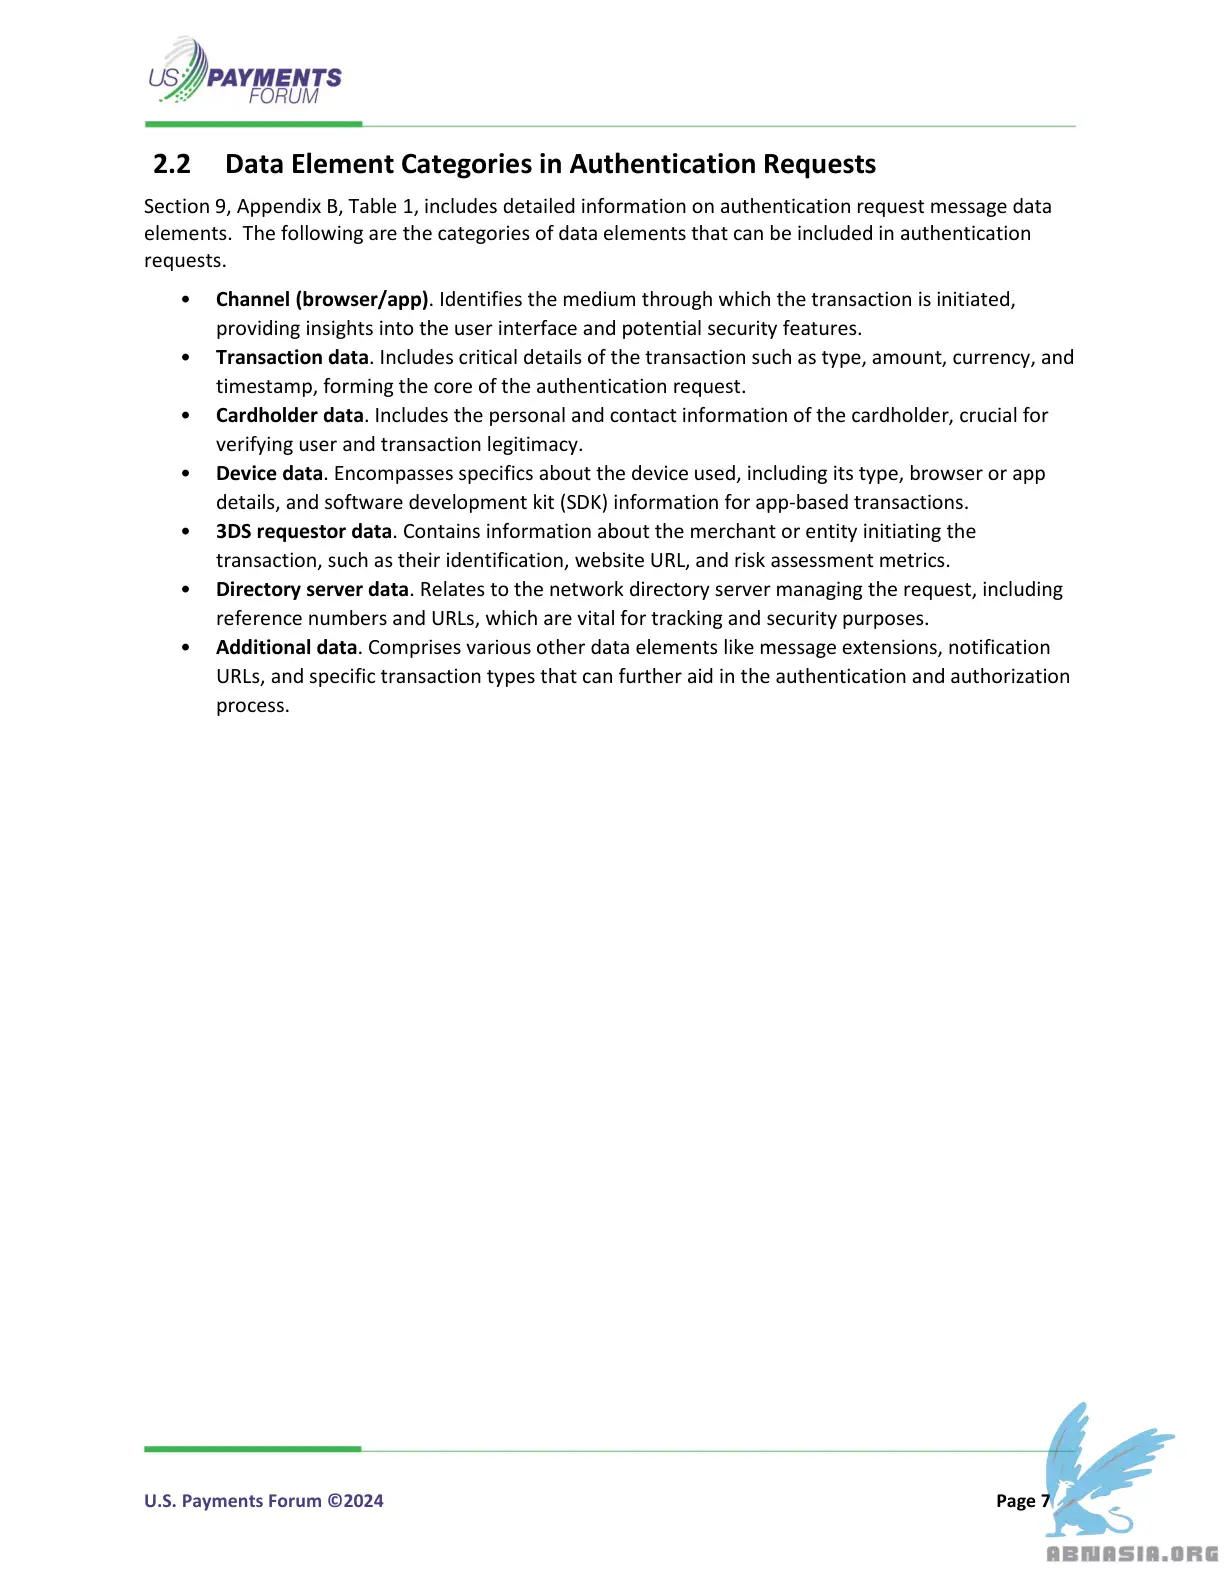 US PAYMENTS
FORUM
2.2 Data Element Categories in Authentication Requests
Section 9, Appendix B, Table 1, includes detailed information on authentication request message data
elements.  The following are the categories of data elements that can be included in authentication
requests.
• Channel (browser/app). Identifies the medium through which the transaction is initiated,
providing insights into the user interface and potential security features.
• Transaction data. Includes critical details of the transaction such as type, amount, currency, and
timestamp, forming the core of the authentication request.
• Cardholder data. Includes the personal and contact information of the cardholder, crucial for
verifying user and transaction legitimacy.
• Device data. Encompasses specifics about the device used, including its type, browser or app
details, and software development kit (SDK) information for app-based transactions.
• 3DS requestor data. Contains information about the merchant or entity initiating the
transaction, such as their identification, website URL, and risk assessment metrics.
• Directory server data. Relates to the network directory server managing the request, including
reference numbers and URLs, which are vital for tracking and security purposes.
• Additional data. Comprises various other data elements like message extensions, notification
URLs, and specific transaction types that can further aid in the authentication and authorization
process.
U.S. Payments Forum ©2024 Page 7
ABNASIA.ORG